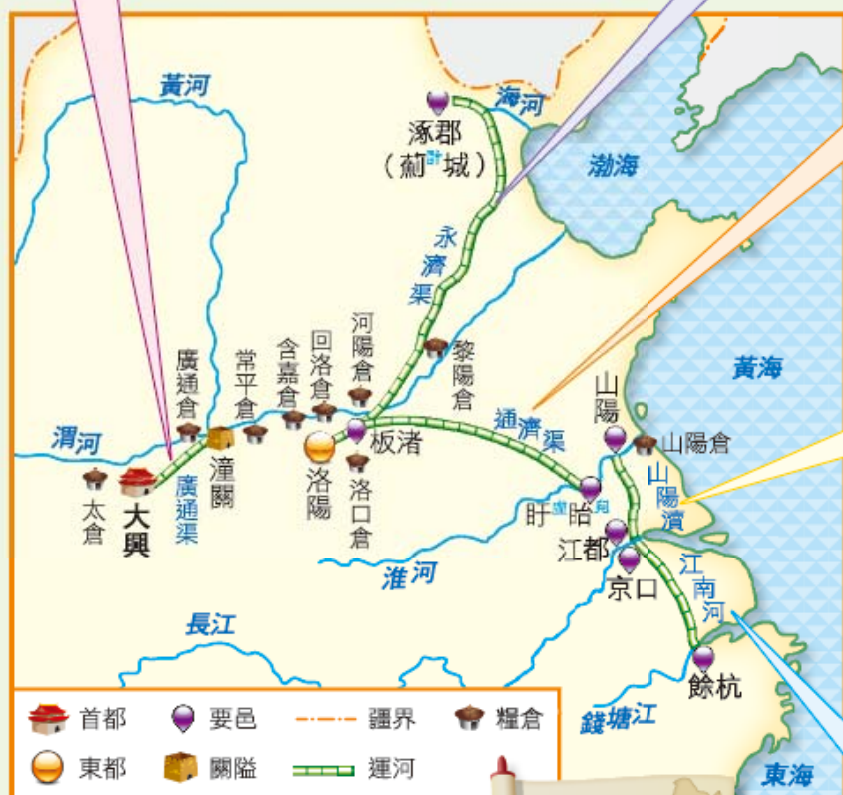 黃河
海河
涿郡
(薊計城)
渤海
永濟渠
河陽倉
回洛倉
含嘉倉
常平倉
廣通倉
黎陽倉
黃海
山陽
通濟渠
山陽倉
渭河
板渚
潼關
洛陽
洛口倉
山陽瀆
太倉
大興
廣通渠
盱虛眙兒
江都
淮河
京口
江南河
長江
餘杭
錢塘江
首都
要邑
疆界
糧倉
東都
關隘
運河
東海